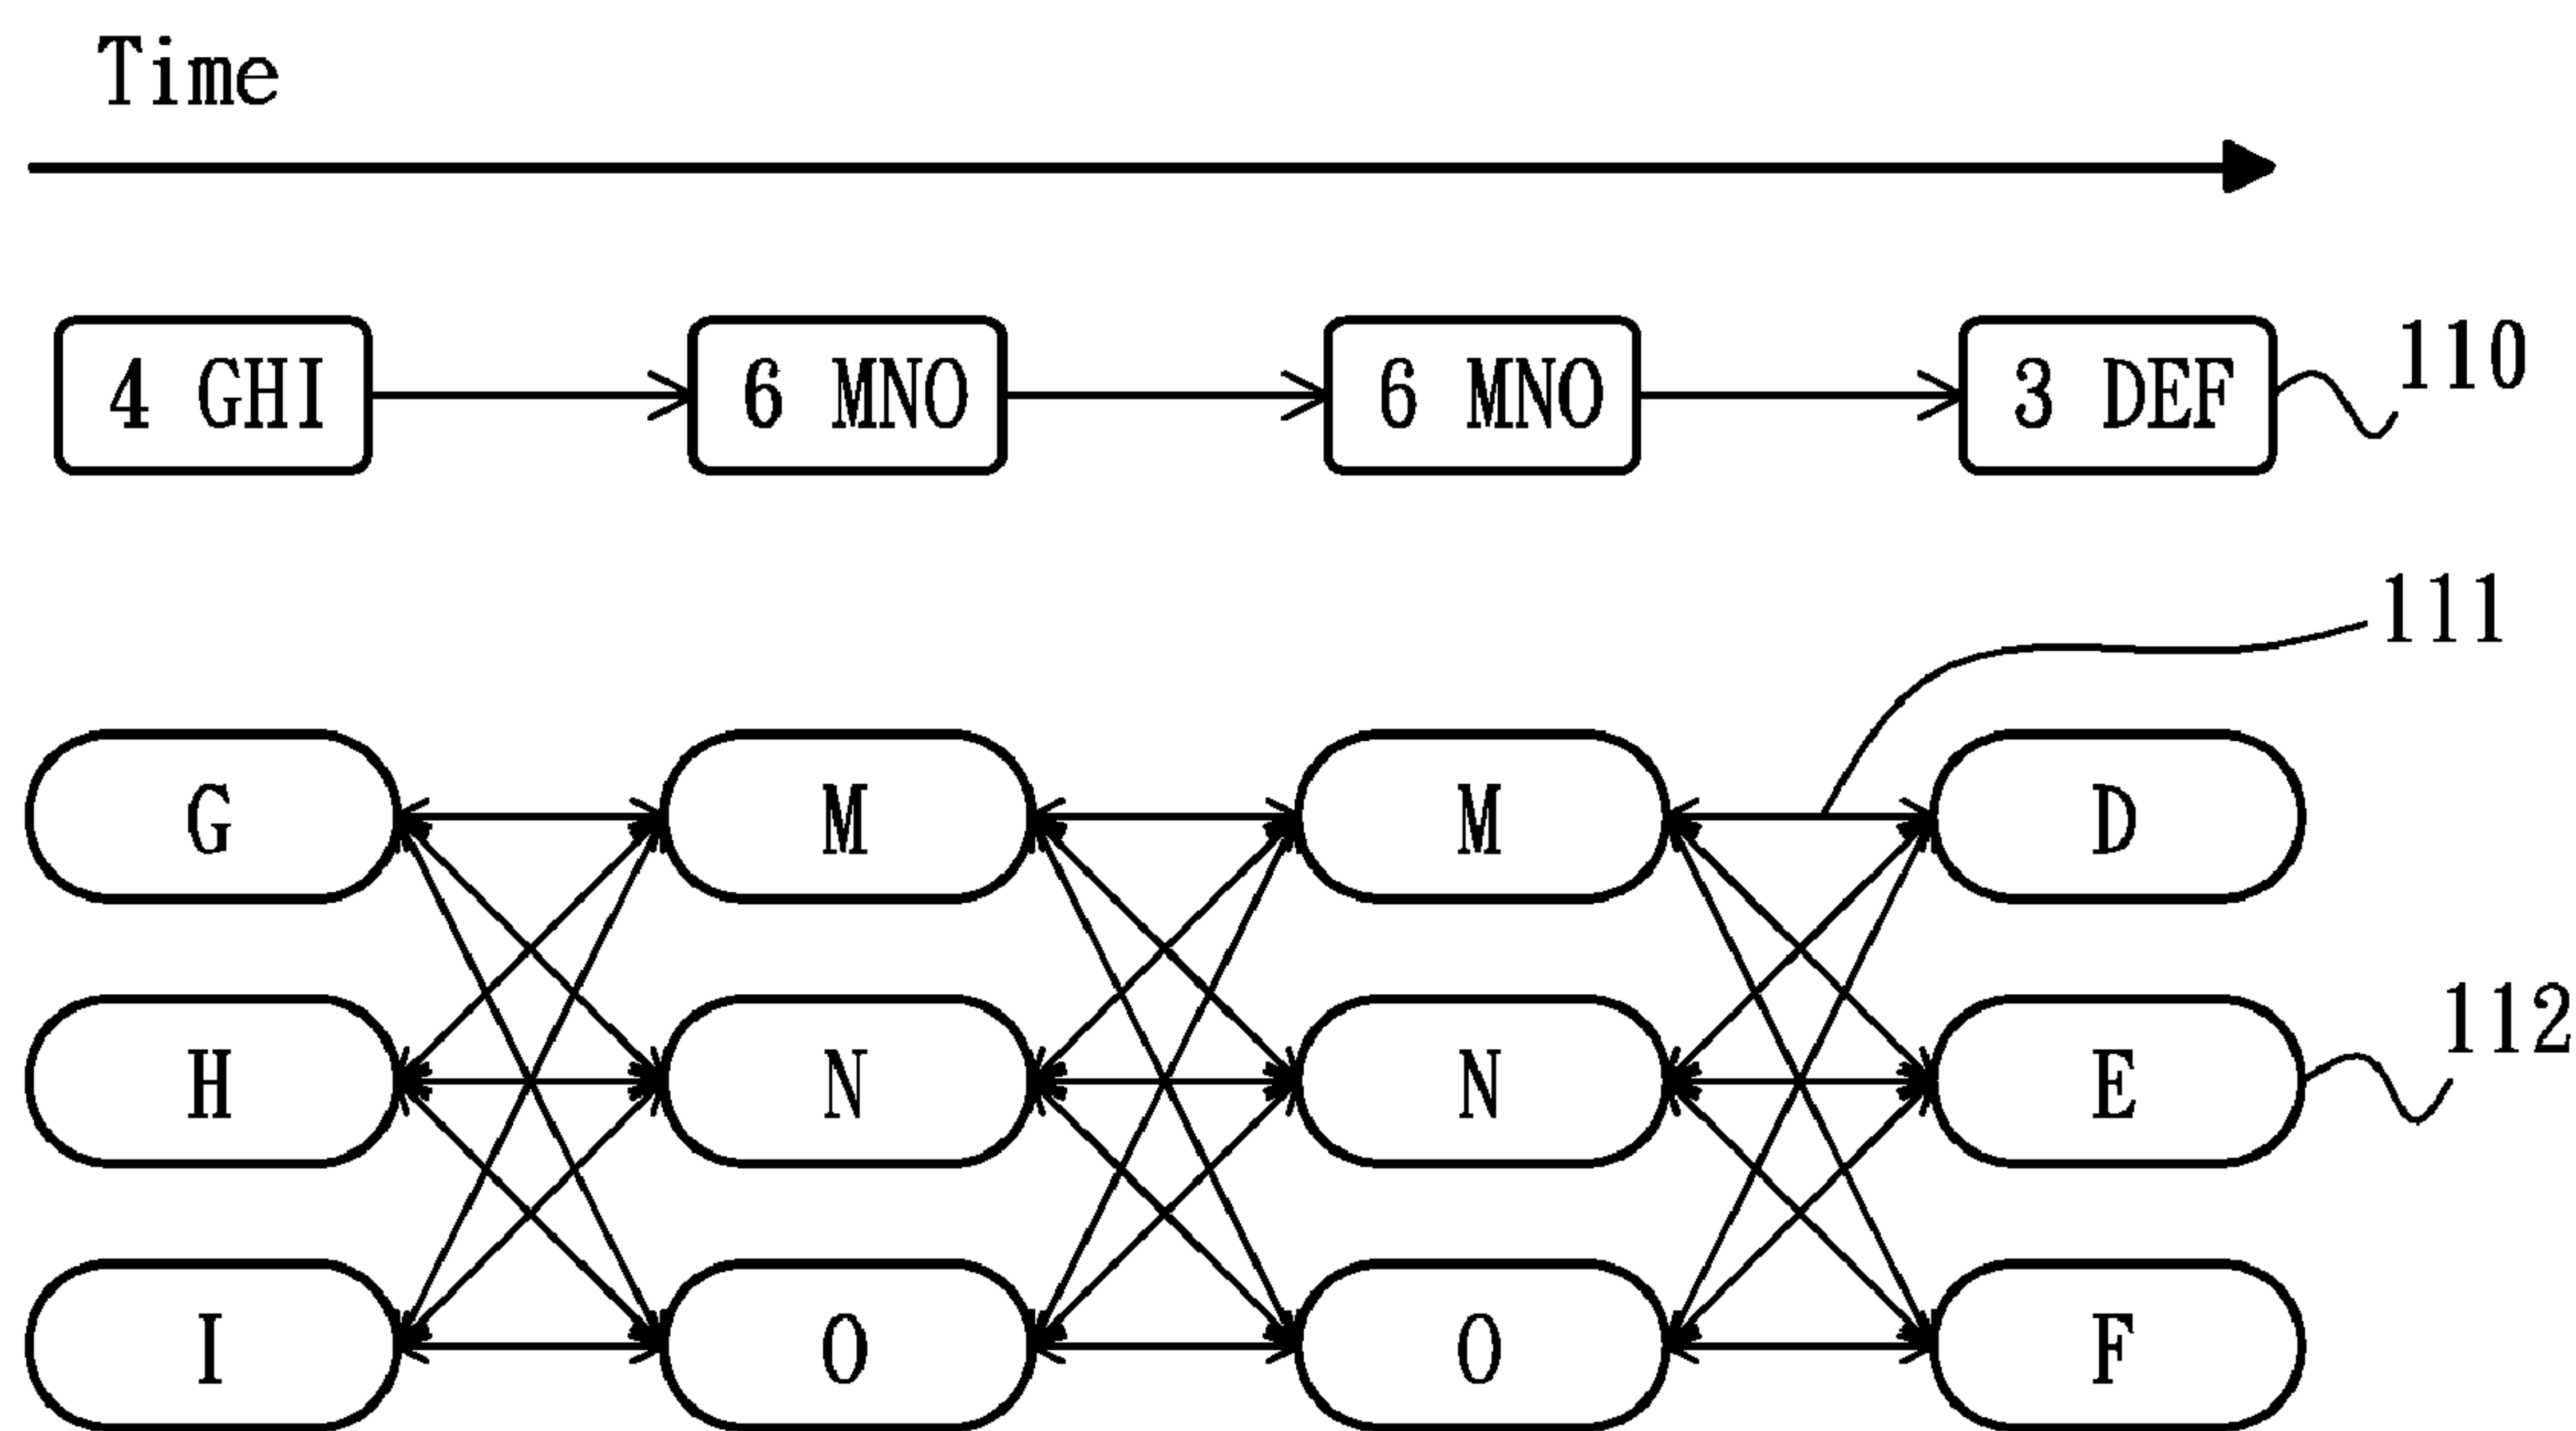 Time
4 GHI 6 MNO 6 MNO 3 DEF 110
111
G M M D
H N N E 112
I O O F